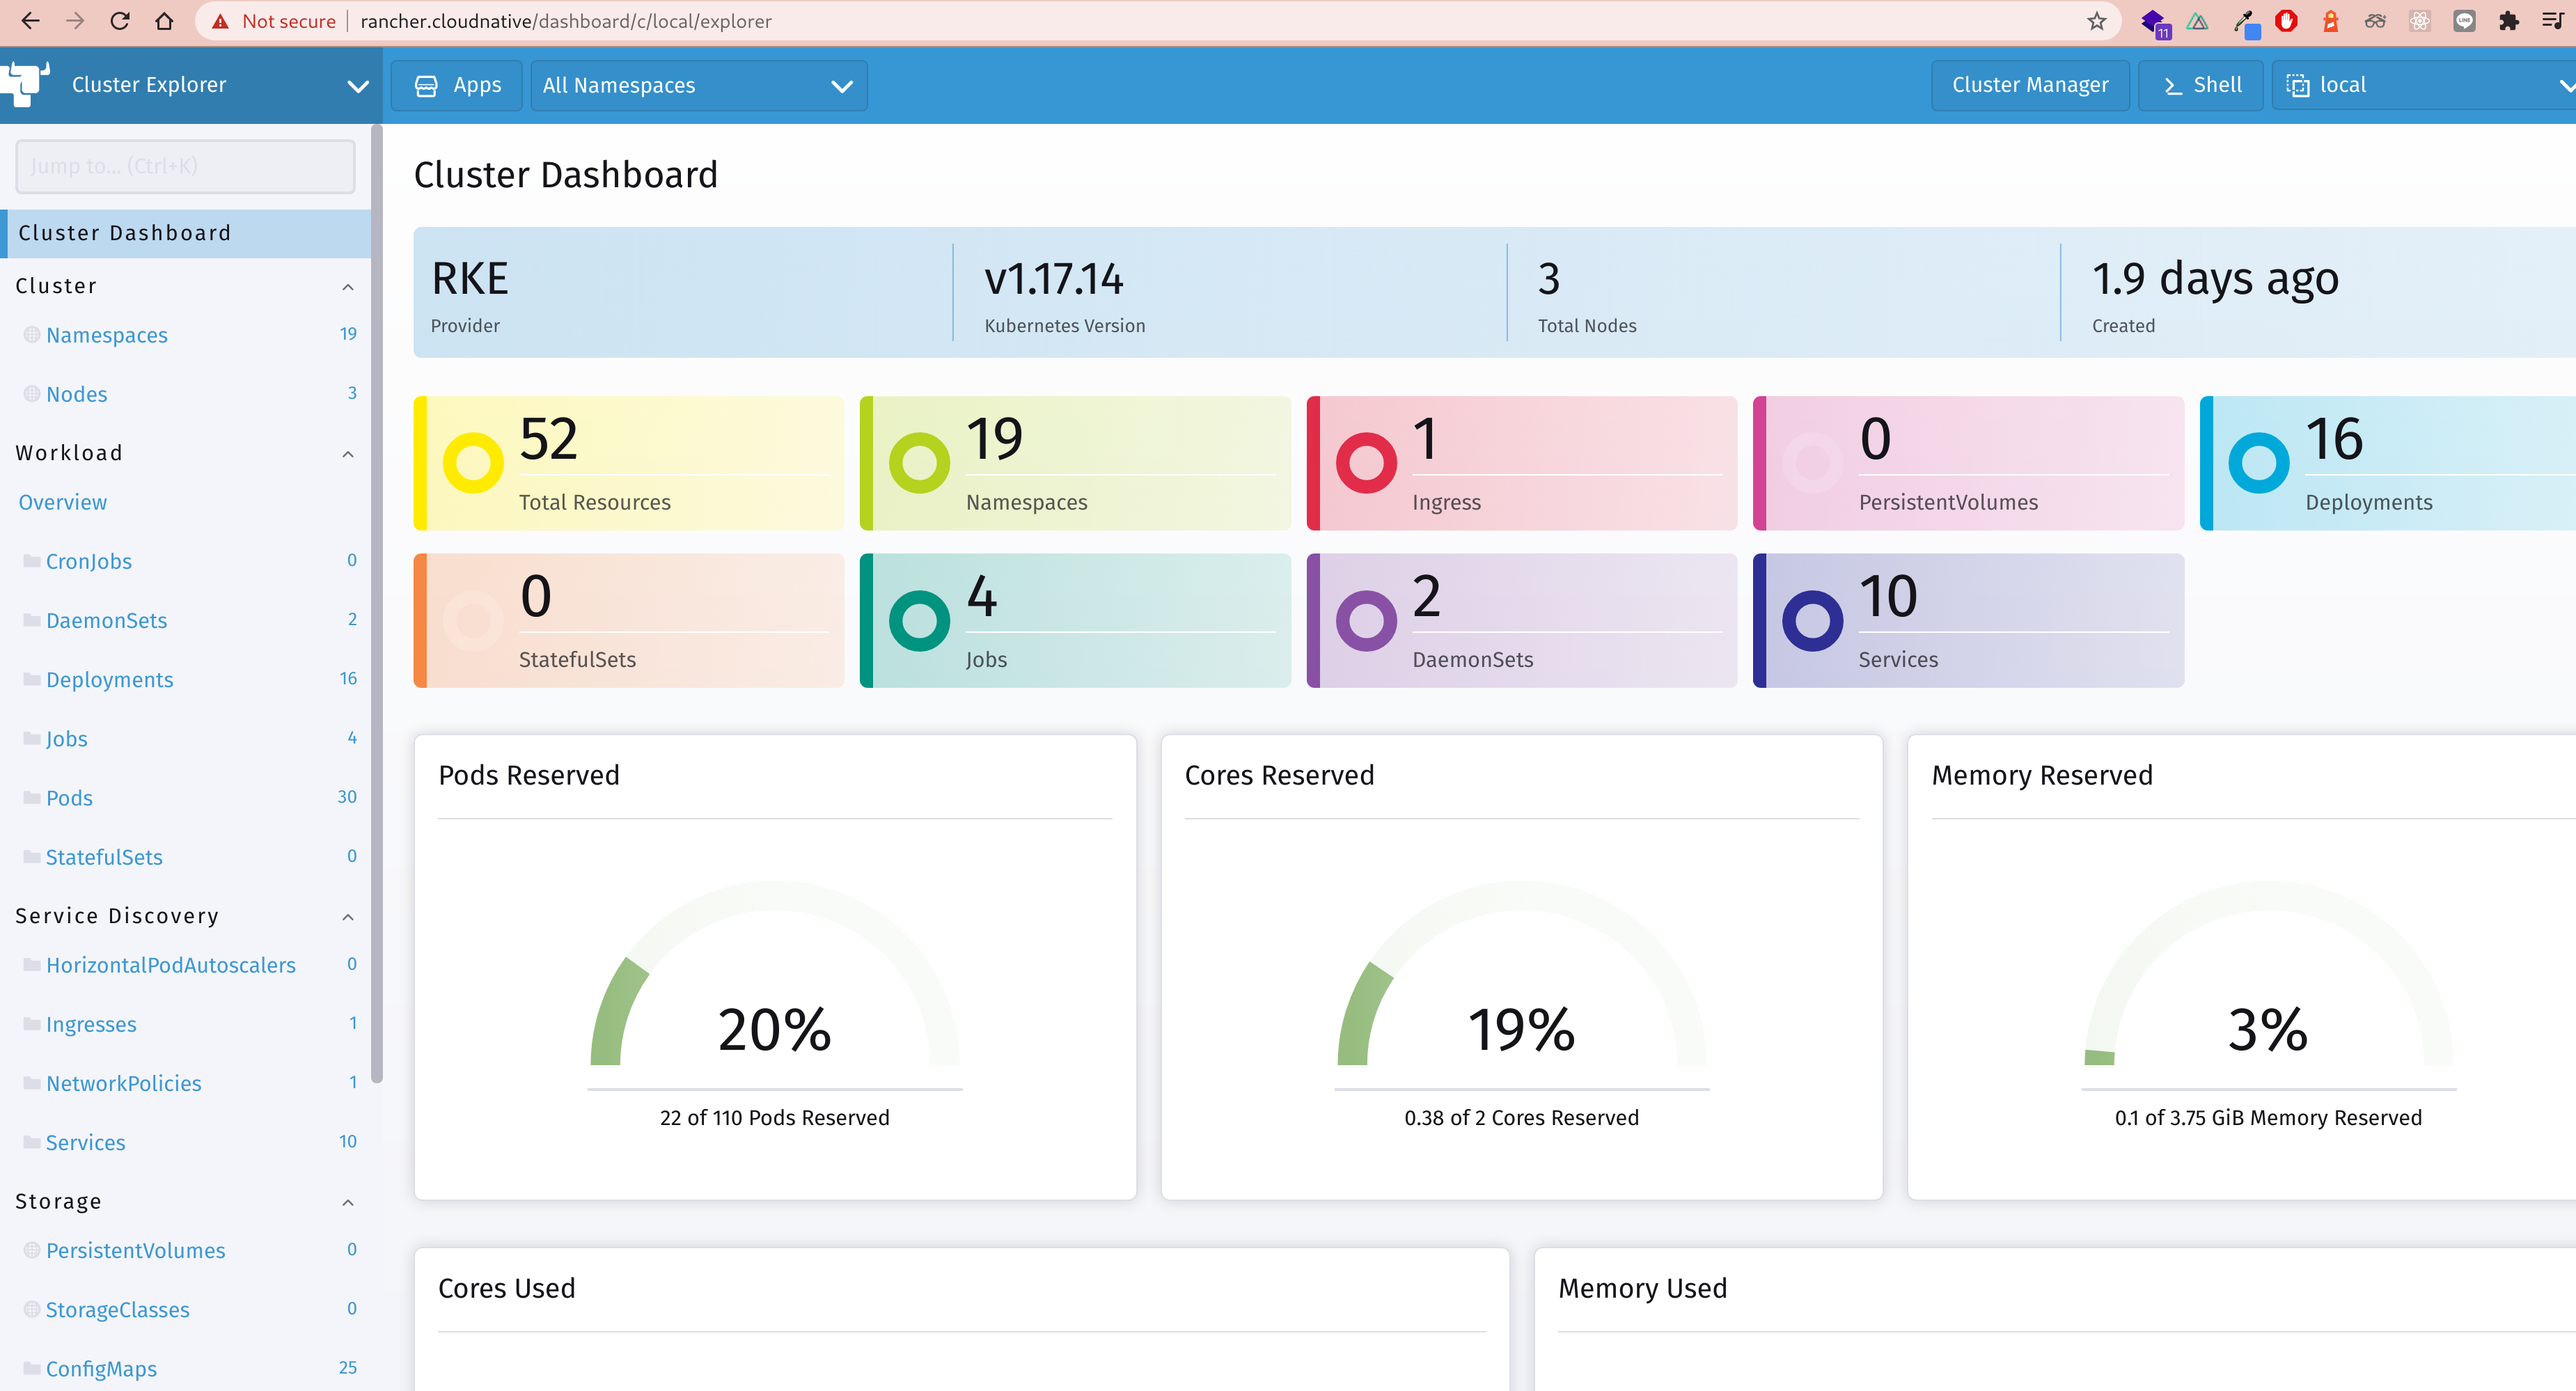 Not secure rancher.cloudnative/dashboard/c/local/explorer
11
LINE
Cluster Explorer
Apps
All Namespaces
Cluster Manager
Shell
local
Jump to... (Ctrl+K)
Cluster Dashboard
Cluster
Namespaces 19
Nodes 3
Workload
Overview
CronJobs 0
DaemonSets 2
Deployments 16
Jobs 4
Pods 30
StatefulSets 0
Service Discovery
HorizontalPodAutoscalers 0
Ingresses 1
NetworkPolicies 1
Services 10
Storage
PersistentVolumes 0
StorageClasses 0
ConfigMaps 25
Cluster Dashboard
RKE
Provider
v1.17.14
Kubernetes Version
3
Total Nodes
1.9 days ago
Created
52
Total Resources
19
Namespaces
1
Ingress
0
PersistentVolumes
16
Deployments
0
StatefulSets
4
Jobs
2
DaemonSets
10
Services
Pods Reserved
20%
22 of 110 Pods Reserved
Cores Reserved
19%
0.38 of 2 Cores Reserved
Memory Reserved
3%
0.1 of 3.75 GiB Memory Reserved
Cores Used
Memory Used